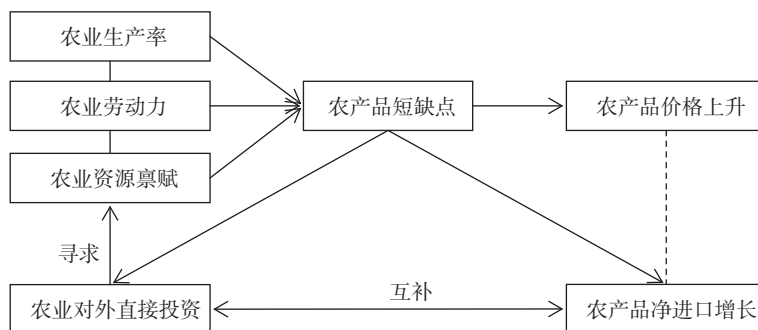 农业生产率
农业劳动力
农产品短缺点
农产品价格上升
农业资源禀赋
寻求
互补
农业对外直接投资
农产品净进口增长